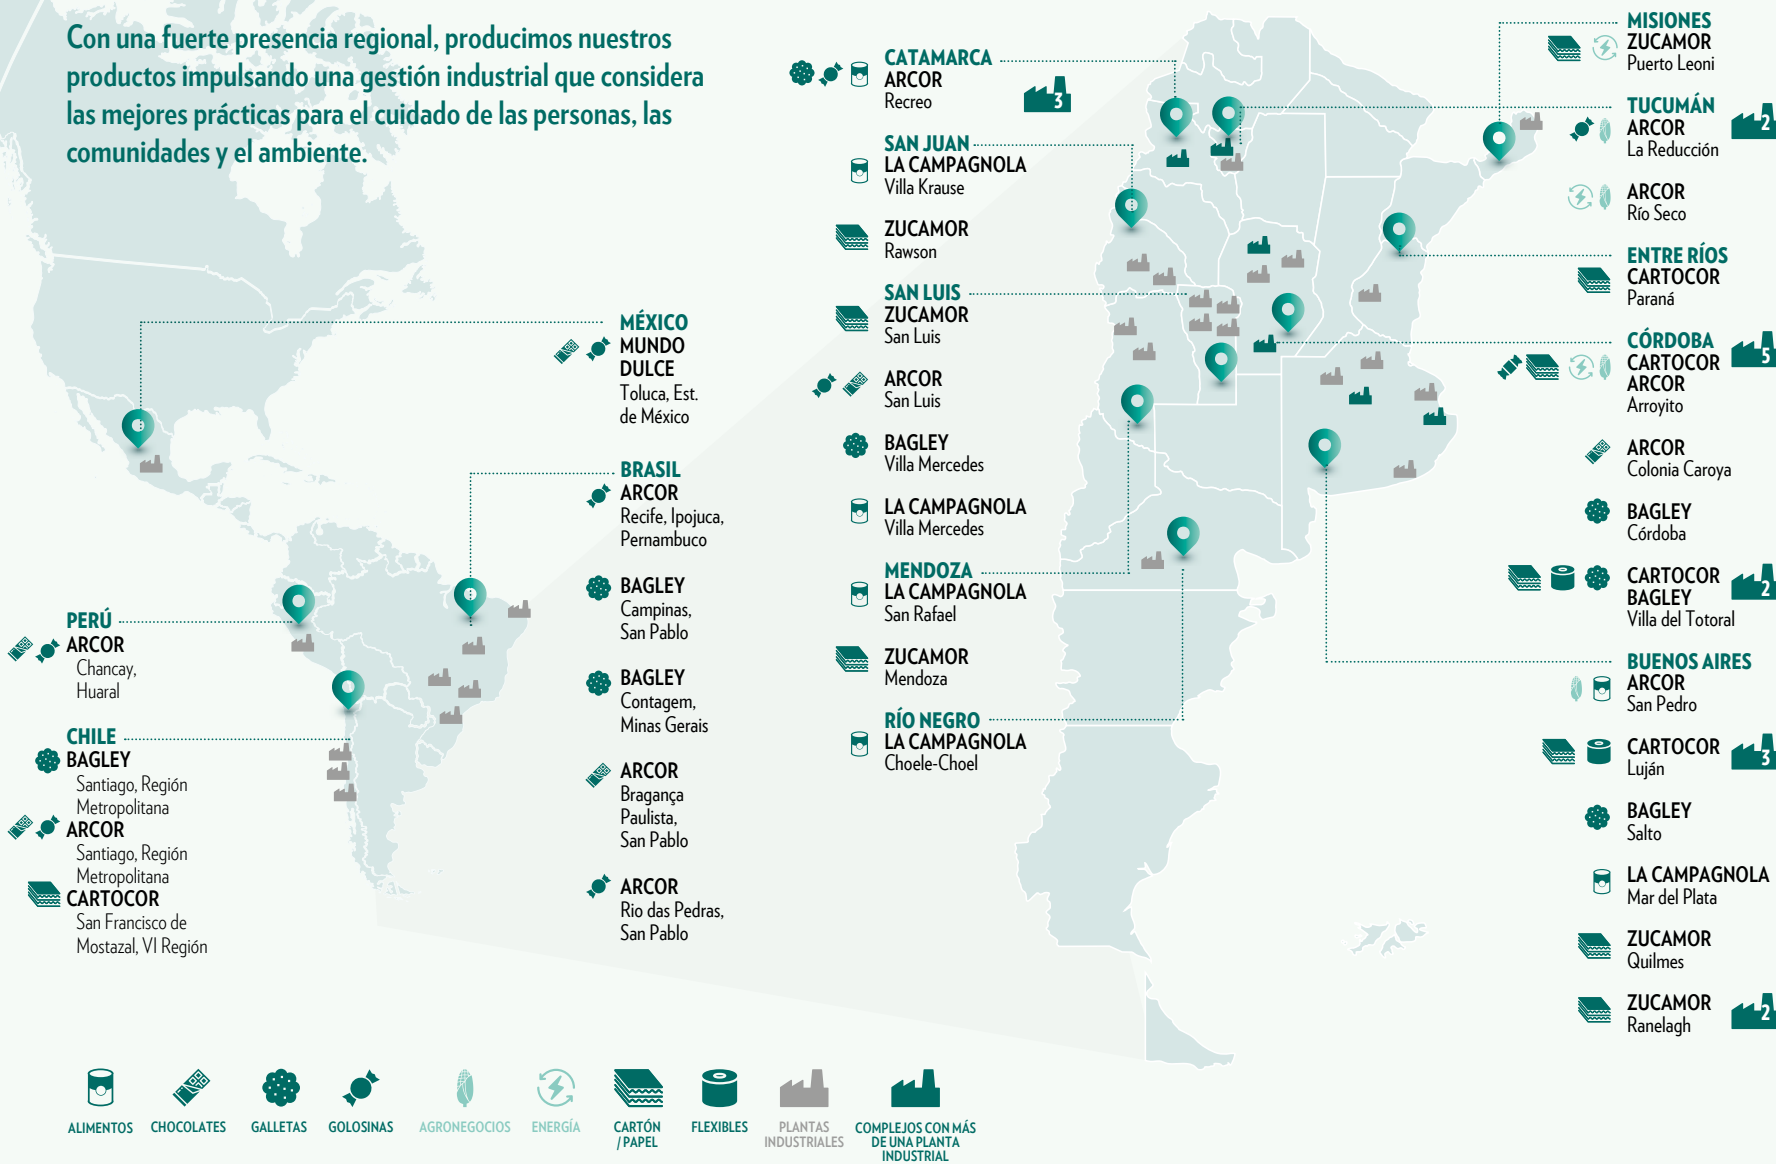 Con una fuerte presencia regional, producimos nuestros
productos impulsando una gestión industrial que considera
las mejores prácticas para el cuidado de las personas, las
comunidades y el ambiente.
MÉXICO
MUNDO
DULCE
Toluca, Est.
de México
BRASIL
ARCOR
Recife, Ipojuca,
Pernambuco
BAGLEY
Campinas,
San Pablo
BAGLEY
Contagem,
Minas Gerais
ARCOR
Bragança
Paulista,
San Pablo
ARCOR
Rio das Pedras,
San Pablo
PERÚ
ARCOR
Chancay,
Huaral
CHILE
BAGLEY
Santiago, Región
Metropolitana
ARCOR
Santiago, Región
Metropolitana
CARTOCOR
San Francisco de
Mostazal, VI Región
CATAMARCA
ARCOR
Recreo
3
SAN JUAN
LA CAMPAGNOLA
Villa Krause
ZUCAMOR
Rawson
SAN LUIS
ZUCAMOR
San Luis
ARCOR
San Luis
BAGLEY
Villa Mercedes
LA CAMPAGNOLA
Villa Mercedes
MENDOZA
LA CAMPAGNOLA
San Rafael
ZUCAMOR
Mendoza
RÍO NEGRO
LA CAMPAGNOLA
Choele-Choel
MISIONES
ZUCAMOR
Puerto Leoni
TUCUMÁN
ARCOR
La Reducción
2
ARCOR
Río Seco
ENTRE RÍOS
CARTOCOR
Paraná
CÓRDOBA
CARTOCOR
ARCOR
Arroyito
5
ARCOR
Colonia Caroya
BAGLEY
Córdoba
CARTOCOR
BAGLEY
Villa del Totoral
2
BUENOS AIRES
ARCOR
San Pedro
CARTOCOR
Luján
3
BAGLEY
Salto
LA CAMPAGNOLA
Mar del Plata
ZUCAMOR
Quilmes
ZUCAMOR
Ranelagh
2
ALIMENTOS
CHOCOLATES
GALLETAS
GOLOSINAS
AGRONEGOCIOS
ENERGÍA
CARTÓN
/ PAPEL
FLEXIBLES
PLANTAS
INDUSTRIALES
COMPLEJOS CON MÁS
DE UNA PLANTA
INDUSTRIAL